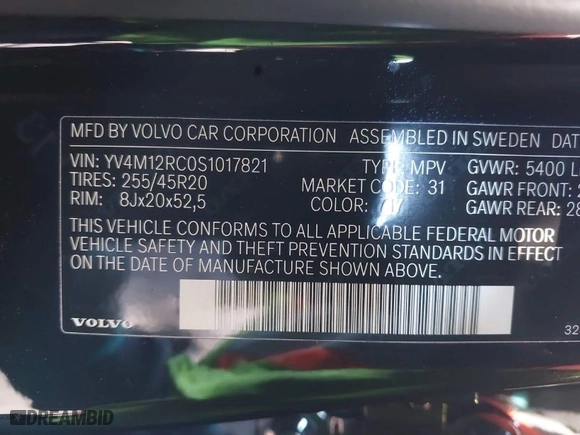 MFD BY VOLVO CAR CORPORATION ASSEMBLED IN SWEDEN DAT
VIN: YV4M12RC0S1017821 TYPE: MPV GVWR: 5400 L
TIRES: 255/45R20 MARKET CODE: 31 GAWR FRONT:
RIM: 8Jx20x52,5 COLOR: GAWR REAR: 28
THIS VEHICLE CONFORMS TO ALL APPLICABLE FEDERAL MOTOR
VEHICLE SAFETY AND THEFT PREVENTION STANDARDS IN EFFECT
ON THE DATE OF MANUFACTURE SHOWN ABOVE.
VOLVO 32
DREAMBID